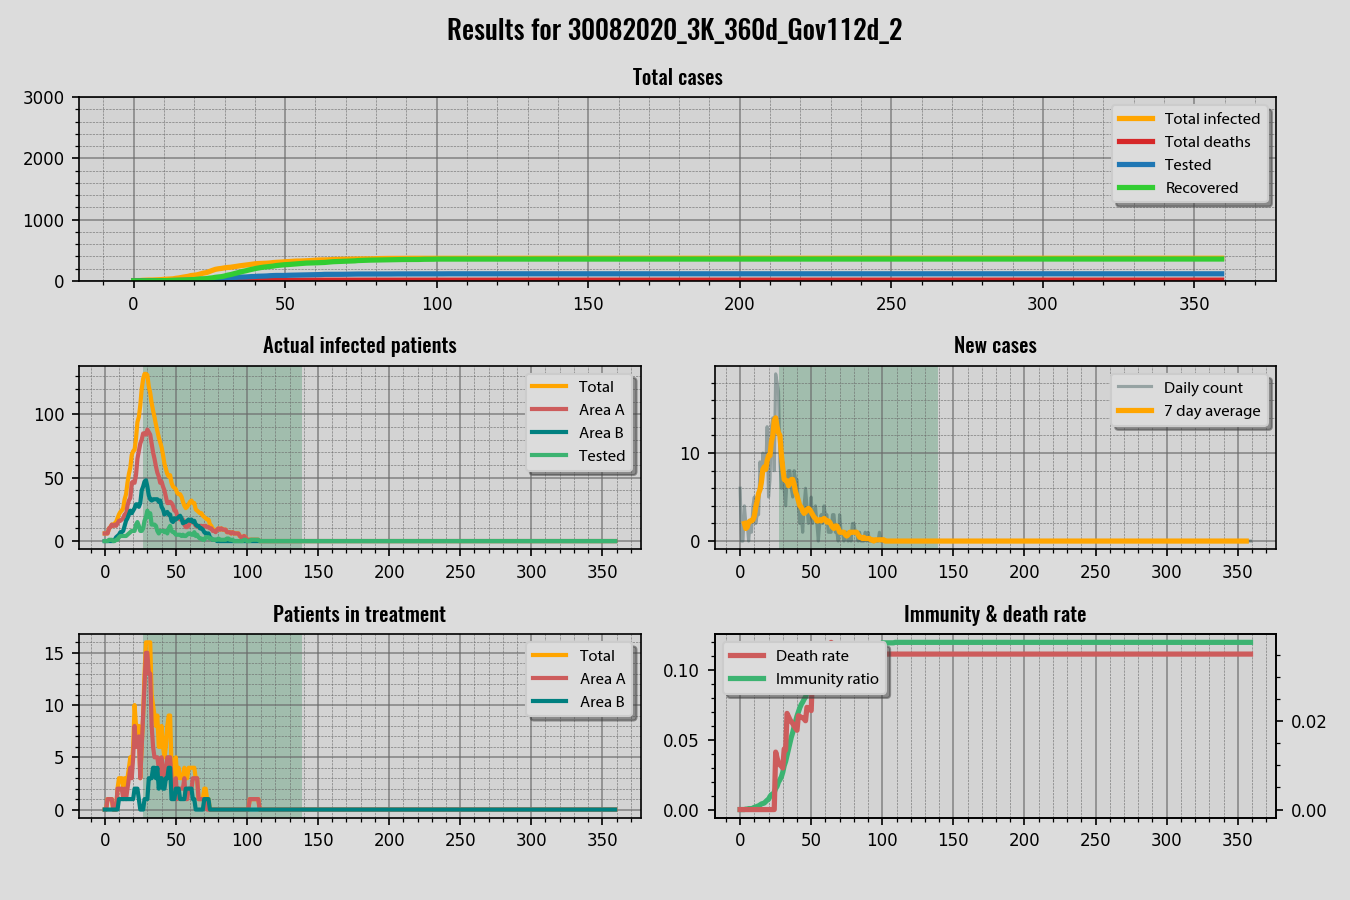 Results for 30082020_3K_360d_Gov112d_2
Total cases
3000
2000
1000
0
Total infected
Total deaths
Tested
Recovered
0 50 100 150 200 250 300 350
Actual infected patients
100
50
0
Total
Area A
Area B
Tested
0 50 100 150 200 250 300 350
New cases
10
0
Daily count
7 day average
0 50 100 150 200 250 300 350
Patients in treatment
15
10
5
0
Total
Area A
Area B
0 50 100 150 200 250 300 350
Immunity & death rate
0.10
0.05
0.00
Death rate
Immunity ratio
0.02
0.00
0 50 100 150 200 250 300 350